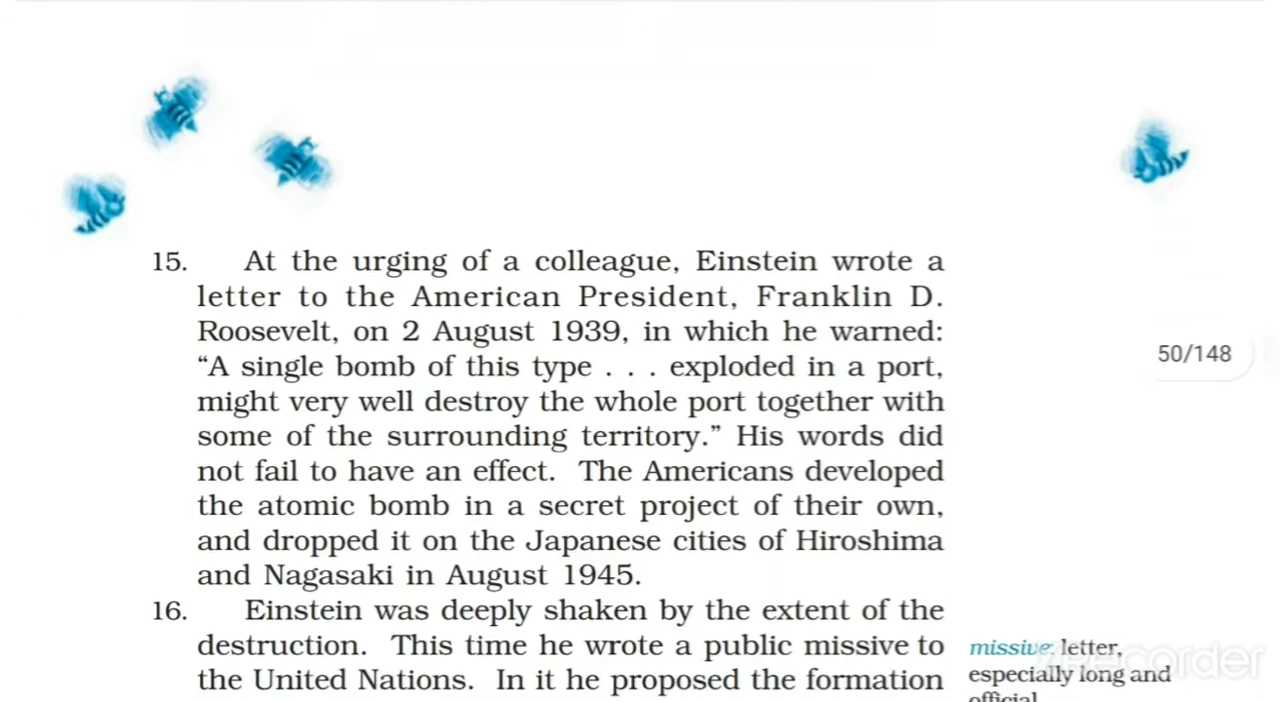 15. At the urging of a colleague, Einstein wrote a
letter to the American President, Franklin D.
Roosevelt, on 2 August 1939, in which he warned:
“A single bomb of this type . . . exploded in a port,
might very well destroy the whole port together with
some of the surrounding territory.” His words did
not fail to have an effect. The Americans developed
the atomic bomb in a secret project of their own,
and dropped it on the Japanese cities of Hiroshima
and Nagasaki in August 1945.
16. Einstein was deeply shaken by the extent of the
destruction. This time he wrote a public missive to
the United Nations. In it he proposed the formation
50/148
missive: letter,
especially long and
official
Recorder